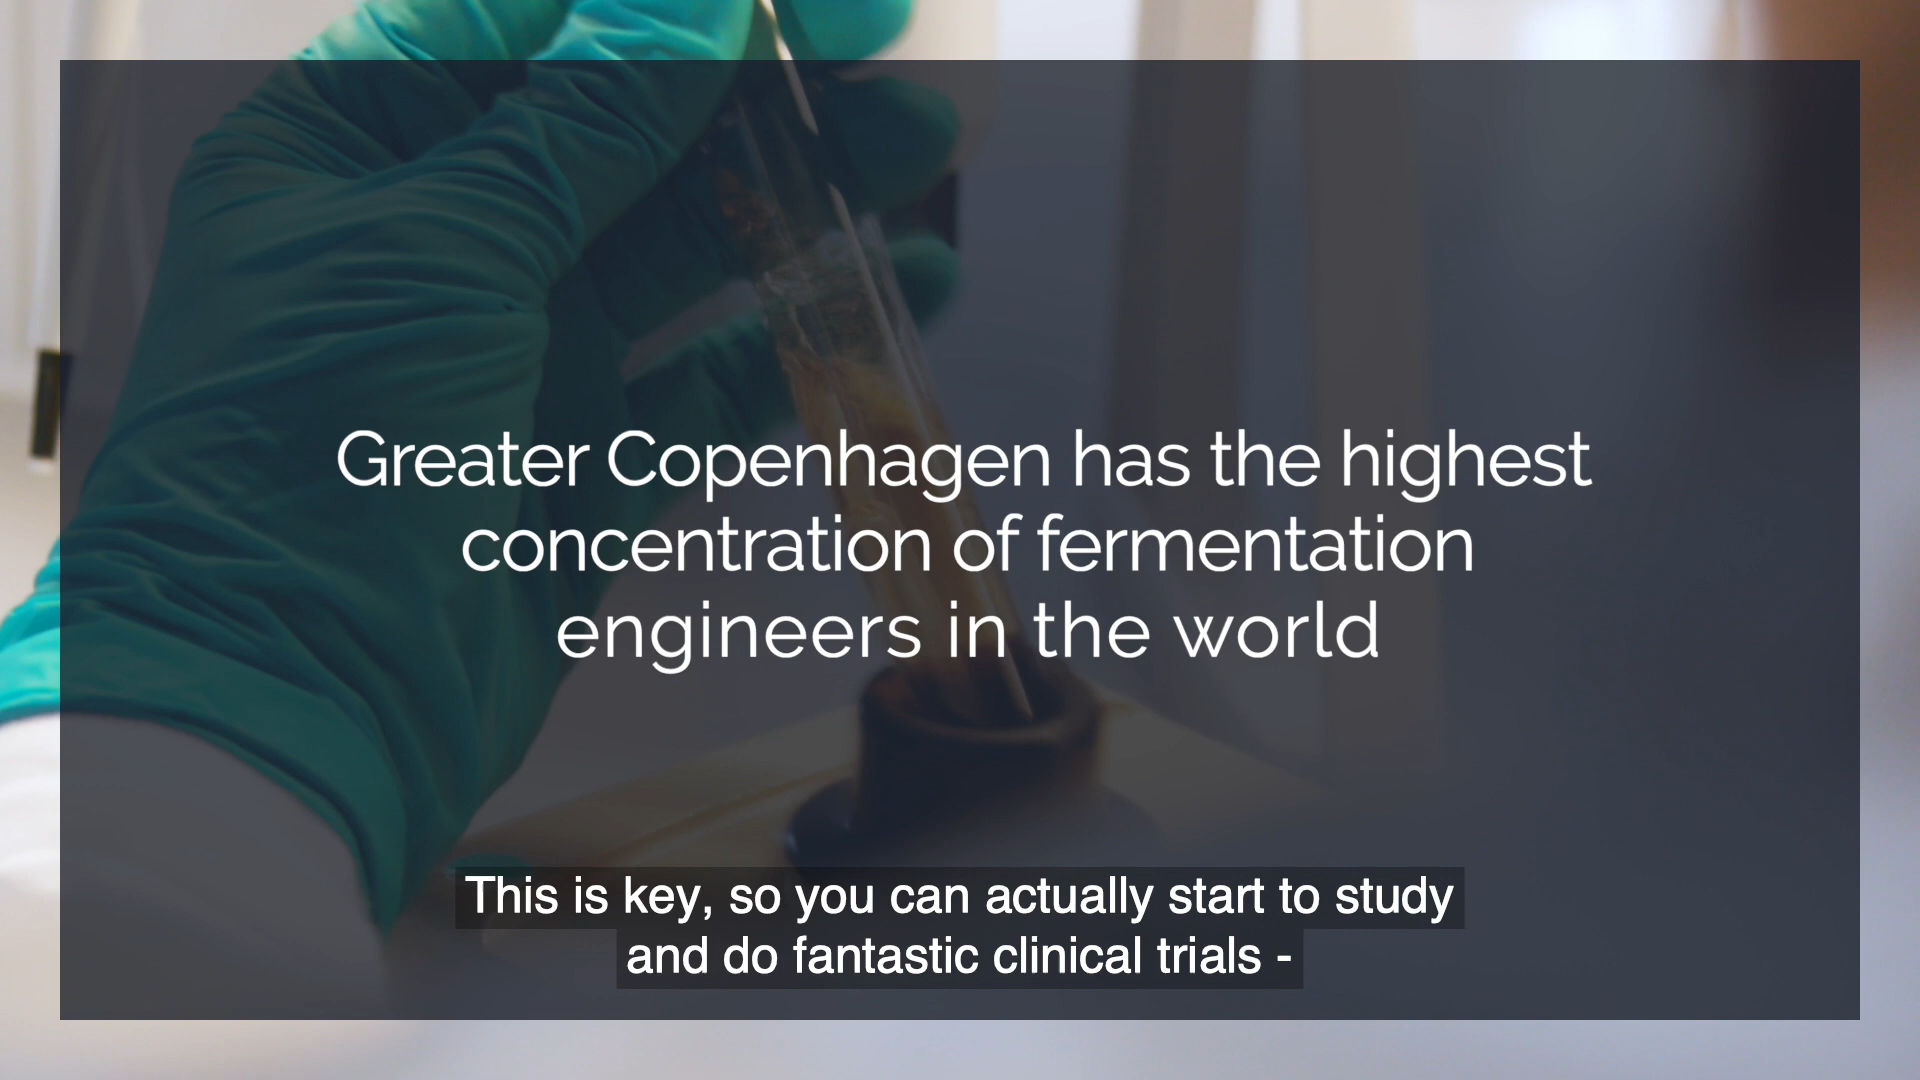 Greater Copenhagen has the highest
concentration of fermentation
engineers in the world
This is key, so you can actually start to study
and do fantastic clinical trials -